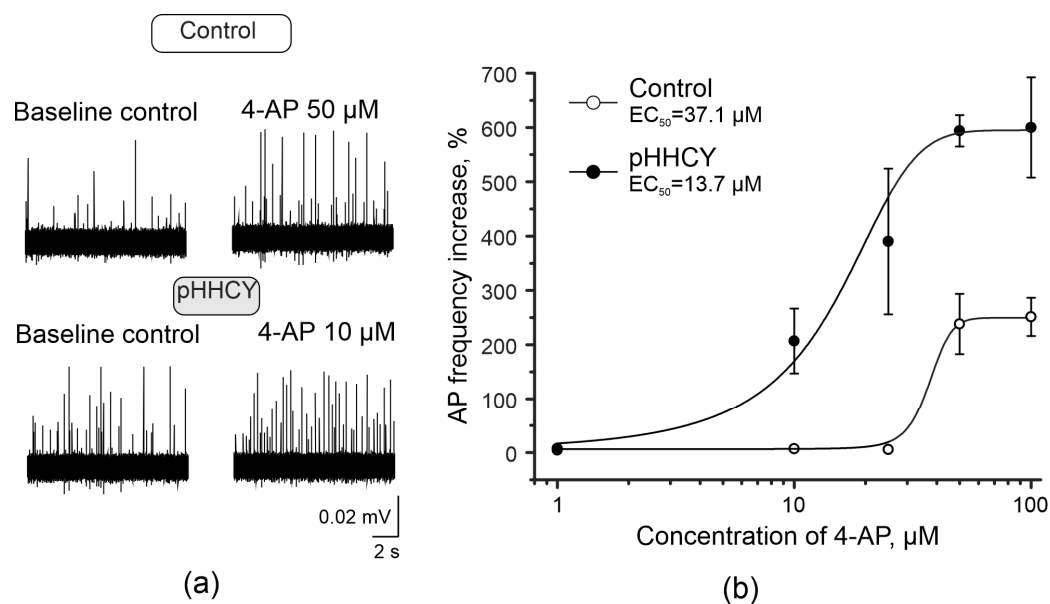 Control
Baseline control
4-AP 50 µM
pHHCY
Baseline control
4-AP 10 µM
0.02 mV
2 s
(a)
AP frequency increase, %
700
600
500
400
300
200
100
0
Control
EC₅₀=37.1 µM
pHHCY
EC₅₀=13.7 µM
1
10
100
Concentration of 4-AP, µM
(b)